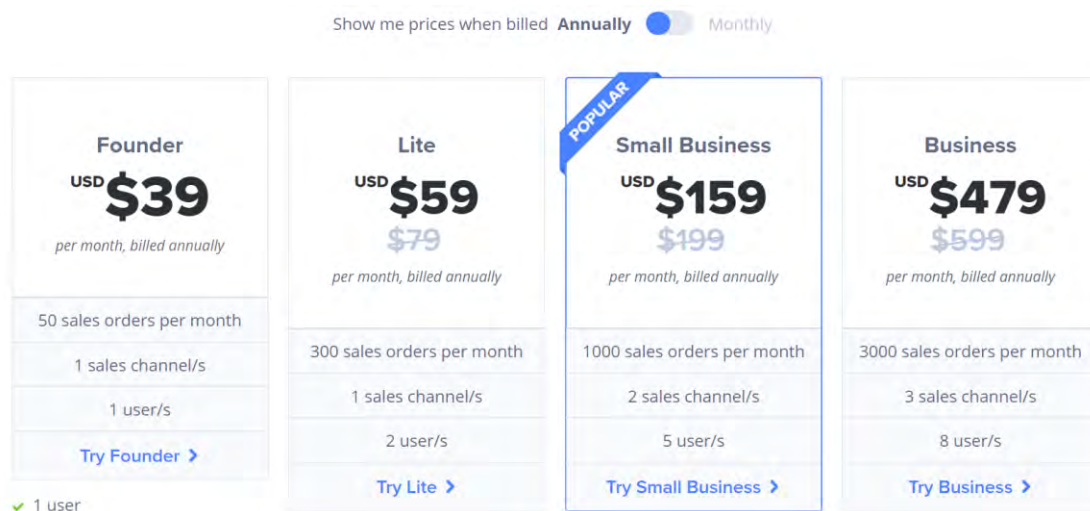 Show me prices when billed Annually Monthly
Founder
USD $39
per month, billed annually
50 sales orders per month
1 sales channel/s
1 user/s
Try Founder >
✓ 1 user
Lite
USD $59
$79
per month, billed annually
300 sales orders per month
1 sales channel/s
2 user/s
Try Lite >
POPULAR
Small Business
USD $159
$199
per month, billed annually
1000 sales orders per month
2 sales channel/s
5 user/s
Try Small Business >
Business
USD $479
$599
per month, billed annually
3000 sales orders per month
3 sales channel/s
8 user/s
Try Business >